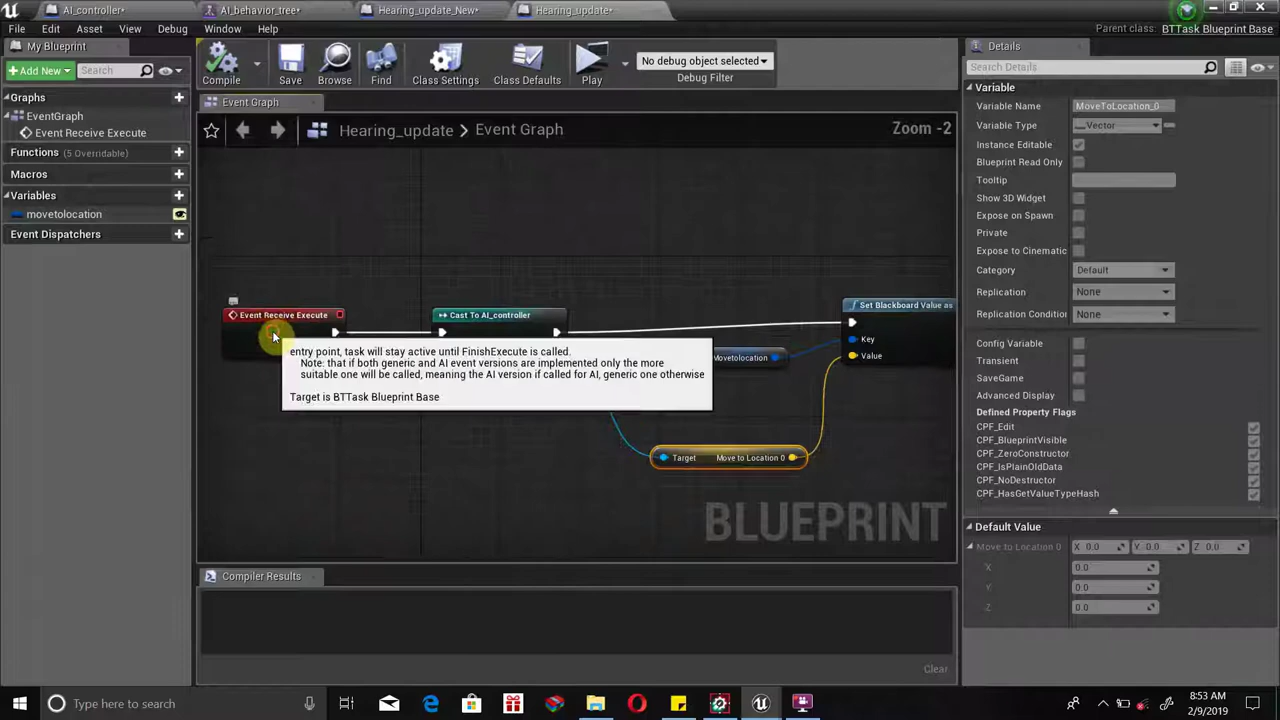 AI_controller*
AI_behavior_tree*
Hearing_update_New*
Hearing_update*
File Edit Asset View Debug Window Help
Parent class: BTTask Blueprint Base
My Blueprint
Add New
Search
Graphs
EventGraph
Event Receive Execute
Functions (5 Overridable)
Macros
Variables
movetolocation
Event Dispatchers
Compile
Save
Browse
Find
Class Settings
Class Defaults
Play
No debug object selected
Debug Filter
Event Graph
Hearing_update > Event Graph
Zoom -2
Event Receive Execute
Cast To AI_controller
Set Blackboard Value as
Key
Value
Movetolocation
entry point, task will stay active until FinishExecute is called.
Note: that if both generic and AI event versions are implemented only the more
suitable one will be called, meaning the AI version if called for AI, generic one otherwise
Target is BTTask Blueprint Base
Target Move to Location 0
BLUEPRINT
Compiler Results
Clear
Details
Search Details
Variable
Variable Name MoveToLocation_0
Variable Type Vector
Instance Editable
Blueprint Read Only
Tooltip
Show 3D Widget
Expose on Spawn
Private
Expose to Cinematic
Category Default
Replication None
Replication Condition None
Config Variable
Transient
SaveGame
Advanced Display
Defined Property Flags
CPF_Edit
CPF_BlueprintVisible
CPF_ZeroConstructor
CPF_IsPlainOldData
CPF_NoDestructor
CPF_HasGetValueTypeHash
Default Value
Move to Location 0 X 0.0 Y 0.0 Z 0.0
X 0.0
Y 0.0
Z 0.0
Type here to search
8:53 AM
2/9/2019